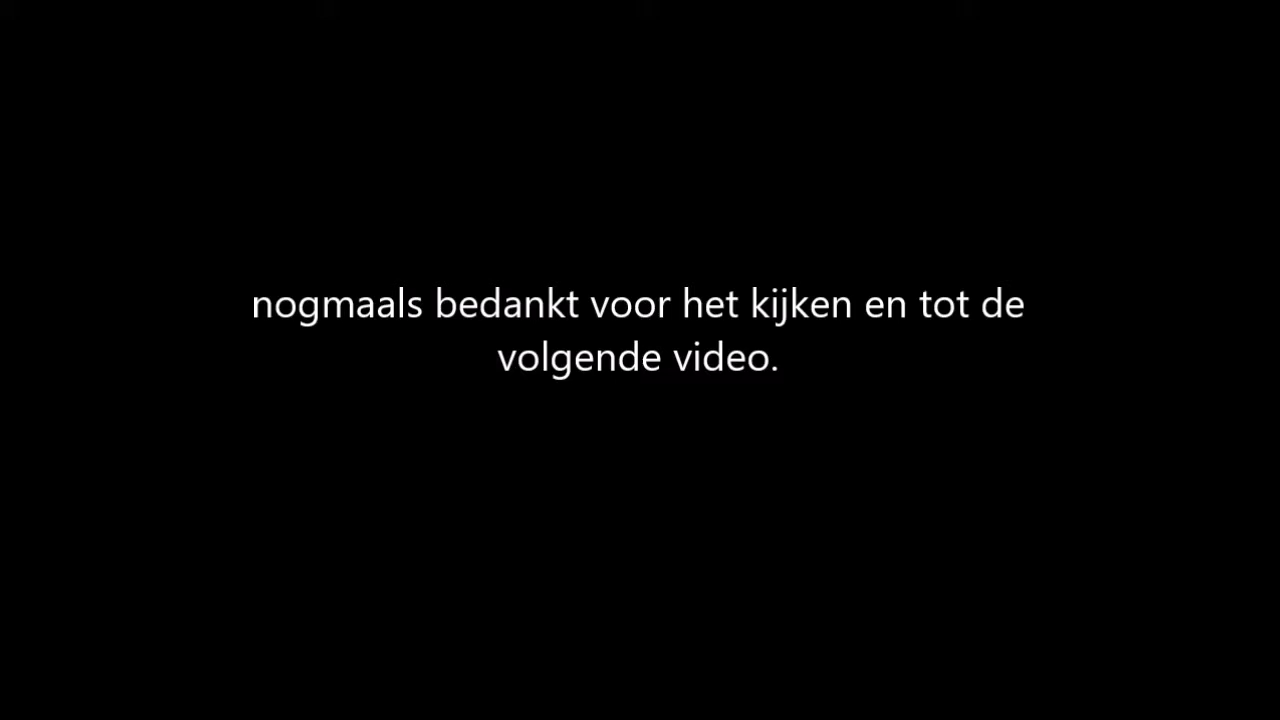 nogmaals bedankt voor het kijken en tot de
volgende video.